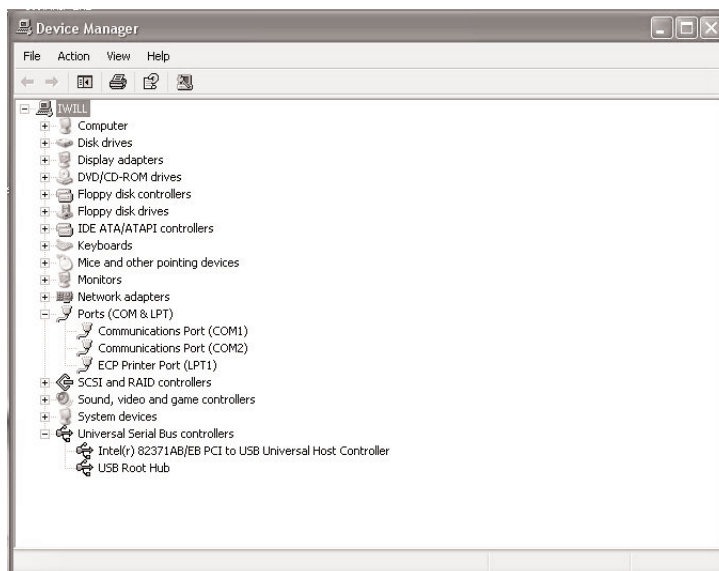 Device Manager
File Action View Help
IWILL
Computer
Disk drives
Display adapters
DVD/CD-ROM drives
Floppy disk controllers
Floppy disk drives
IDE ATA/ATAPI controllers
Keyboards
Mice and other pointing devices
Monitors
Network adapters
Ports (COM & LPT)
Communications Port (COM1)
Communications Port (COM2)
ECP Printer Port (LPT1)
SCSI and RAID controllers
Sound, video and game controllers
System devices
Universal Serial Bus controllers
Intel(r) 82371AB/EB PCI to USB Universal Host Controller
USB Root Hub